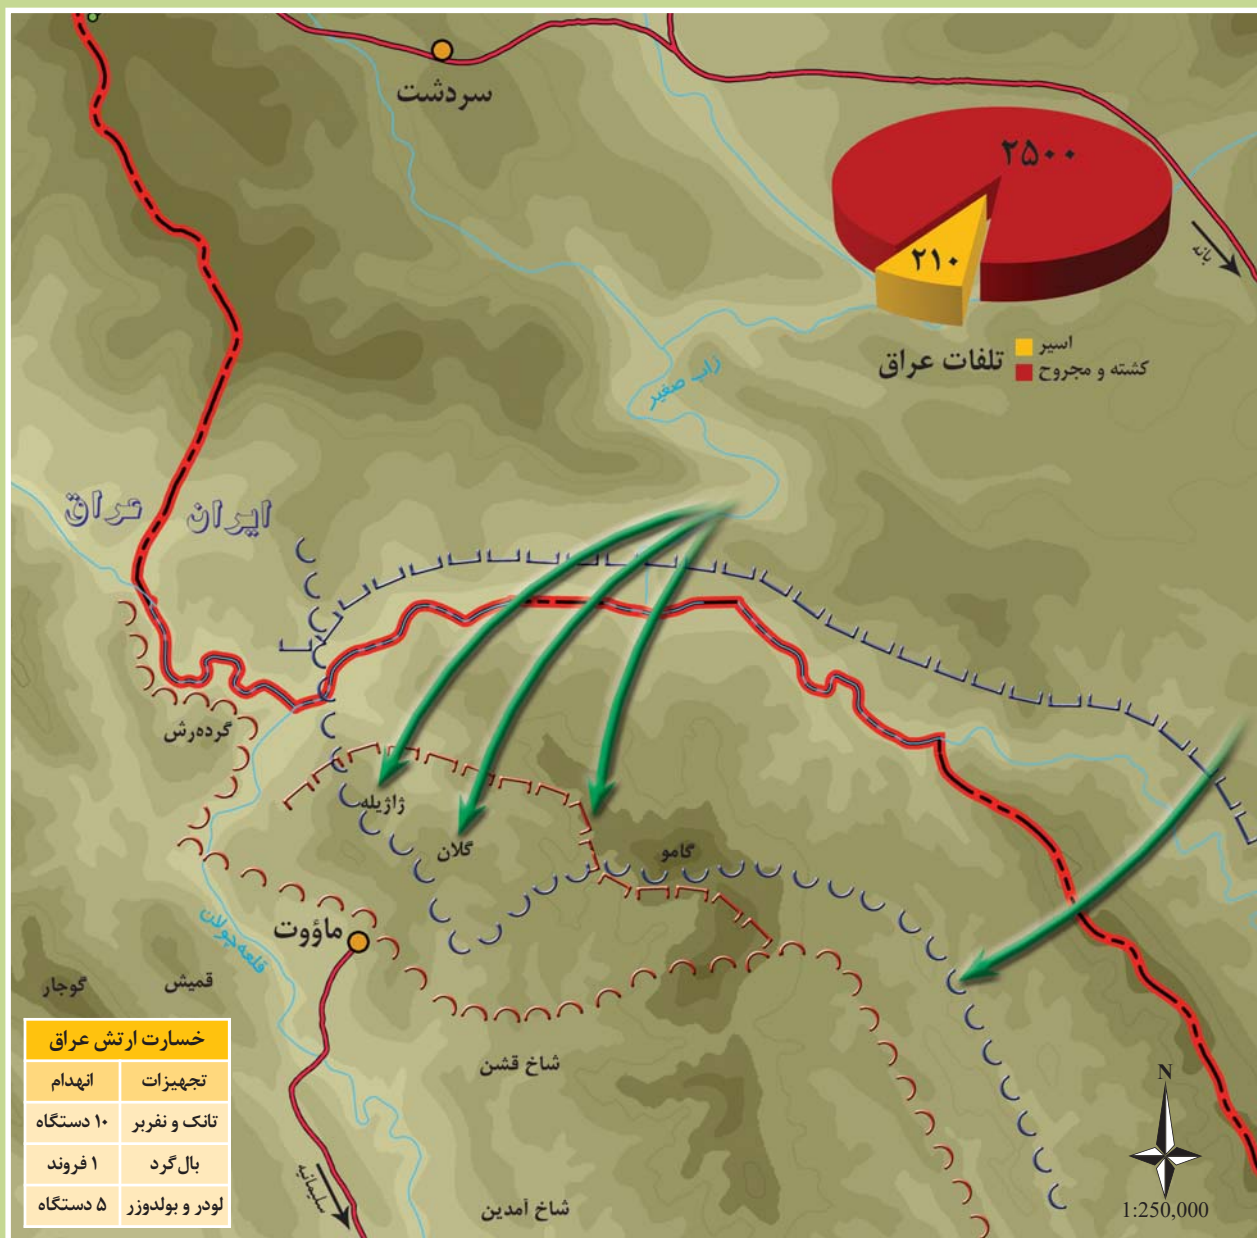 سردشت
۲۵۰۰
۲۱۰
بانه
اسیر
کشته و مجروح
تلفات عراق
زاب صغیر
ایران
عراق
گرده‌رش
ژاژیله
گلان
گامو
ماؤوت
قلعه‌چولان
قمیش
گوجار
شاخ قشن
شاخ آمدین
سلیمانیه
خسارت ارتش عراق
تجهیزات انهدام
تانک و نفربر ۱۰ دستگاه
بال‌گرد ۱ فروند
لودر و بولدوزر ۵ دستگاه
N
1:250,000